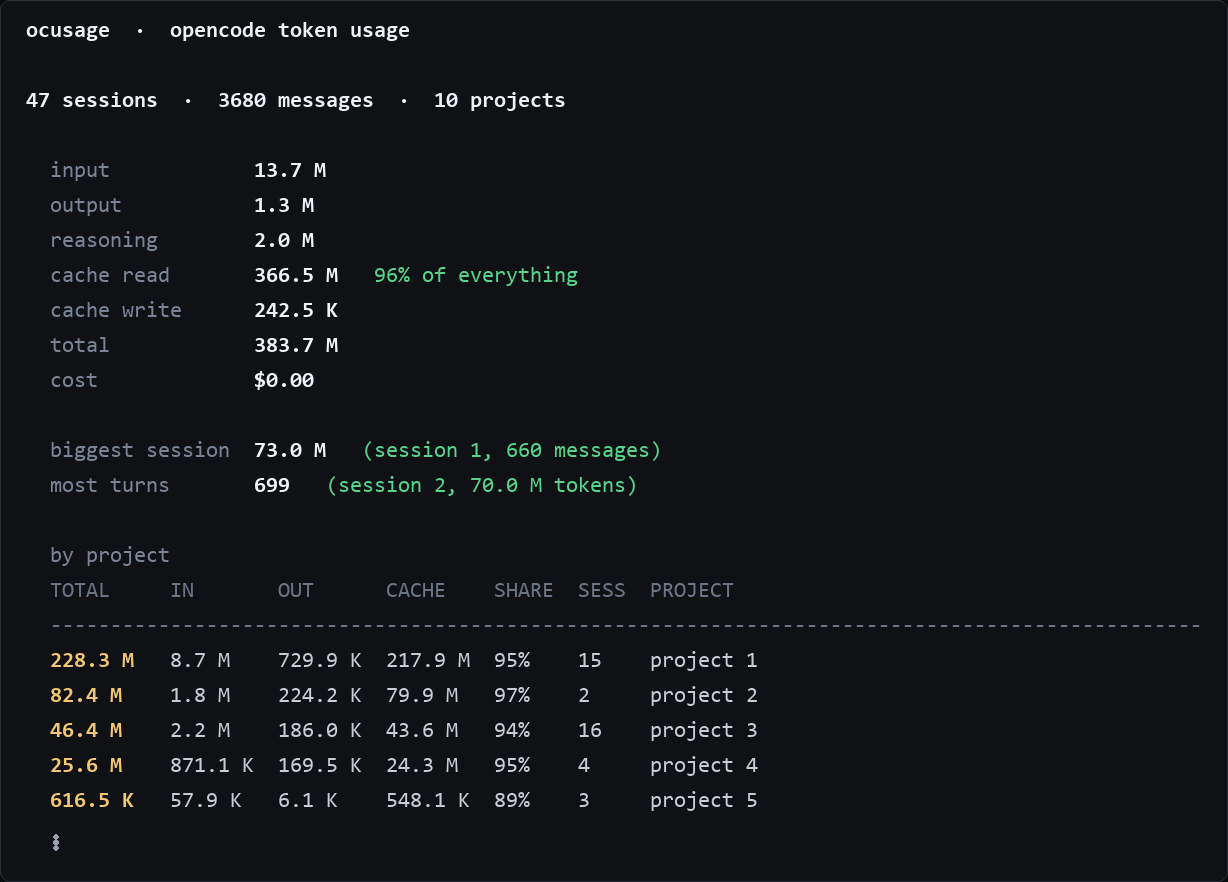 ocusage · opencode token usage
47 sessions · 3680 messages · 10 projects
input 13.7 M
output 1.3 M
reasoning 2.0 M
cache read 366.5 M 96% of everything
cache write 242.5 K
total 383.7 M
cost $0.00
biggest session 73.0 M (session 1, 660 messages)
most turns 699 (session 2, 70.0 M tokens)
by project
TOTAL IN OUT CACHE SHARE SESS PROJECT
------------------------------------------------------------------------------------------------
228.3 M 8.7 M 729.9 K 217.9 M 95% 15 project 1
82.4 M 1.8 M 224.2 K 79.9 M 97% 2 project 2
46.4 M 2.2 M 186.0 K 43.6 M 94% 16 project 3
25.6 M 871.1 K 169.5 K 24.3 M 95% 4 project 4
616.5 K 57.9 K 6.1 K 548.1 K 89% 3 project 5
⋮